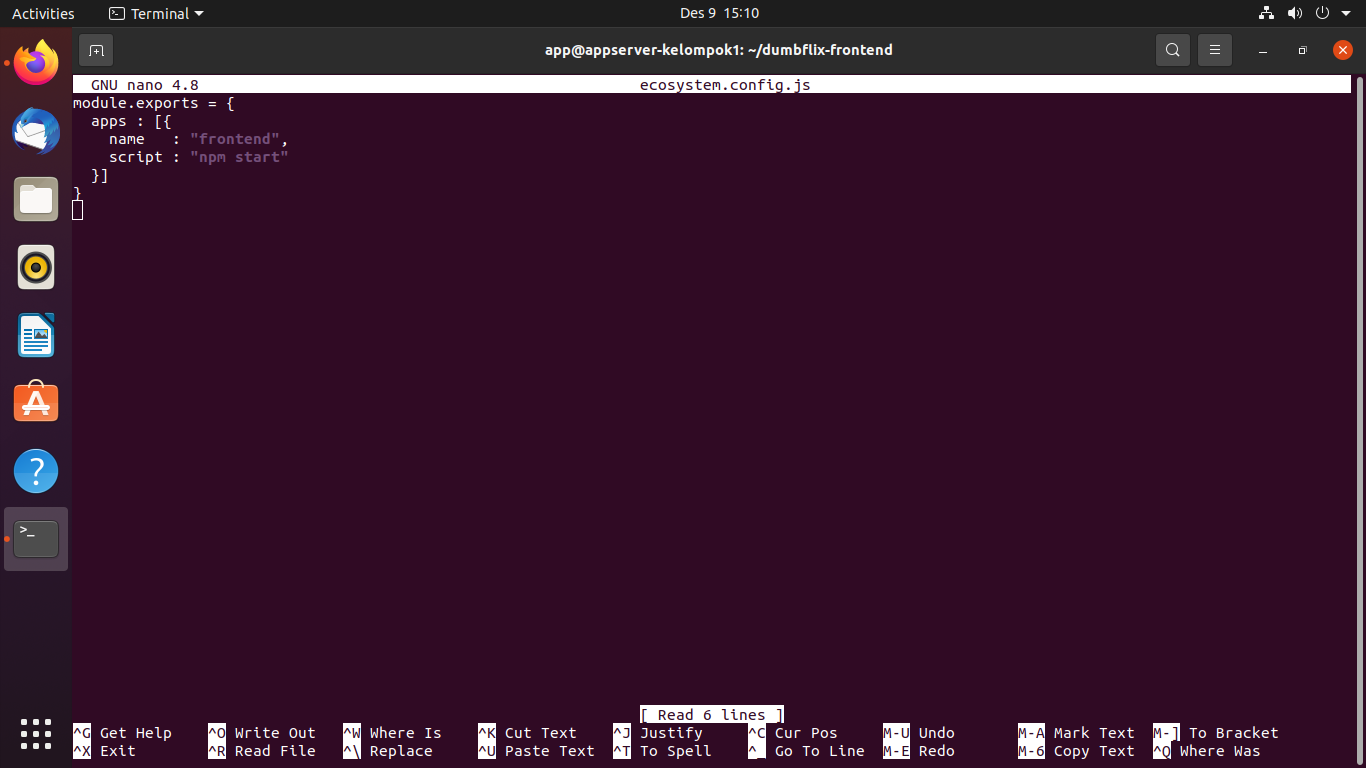 Activities Terminal Des 9 15:10
app@appserver-kelompok1: ~/dumbflix-frontend
GNU nano 4.8 ecosystem.config.js
module.exports = {
  apps : [{
    name   : "frontend",
    script : "npm start"
  }]
}
[ Read 6 lines ]
^G Get Help ^O Write Out ^W Where Is ^K Cut Text ^J Justify ^C Cur Pos M-U Undo M-A Mark Text M-] To Bracket
^X Exit ^R Read File ^\ Replace ^U Paste Text ^T To Spell ^_ Go To Line M-E Redo M-6 Copy Text ^Q Where Was